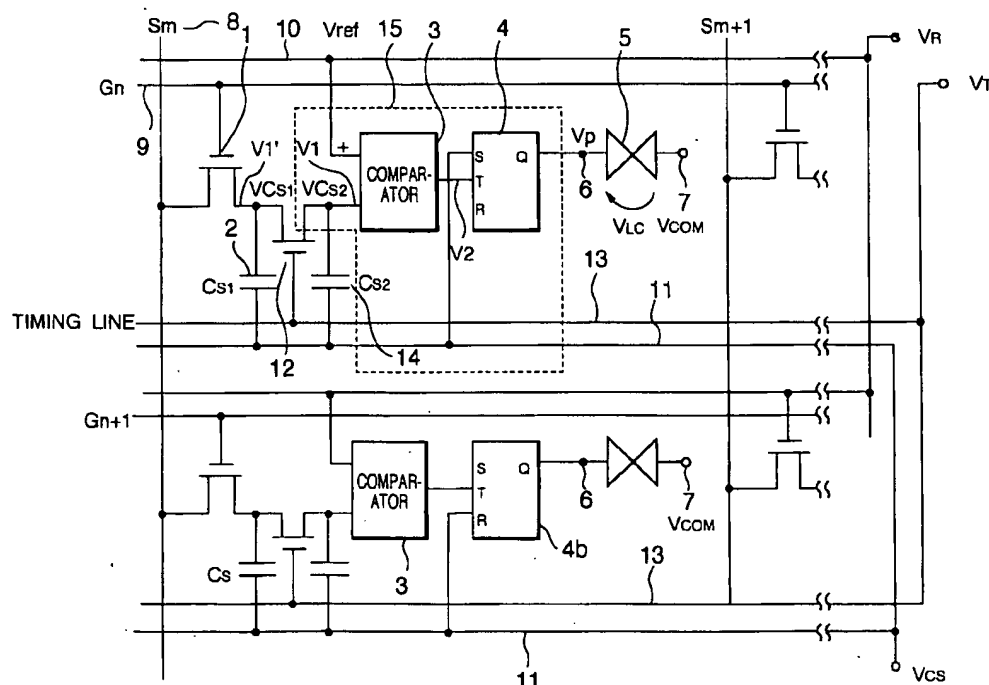 Sm 8 1 10 Vref 15 3 4 5 Sm+1 VR
Gn VT
9 V1' VCS1 V1 VCS2 + COMPAR-
ATOR S T R Q Vp 6 7
2 V2 VLC VCOM
CS1 CS2 13 11
TIMING LINE
12 14
Gn+1
COMPAR-
ATOR S T R Q 6 7
VCOM
CS 3 4b 13
11 VCS